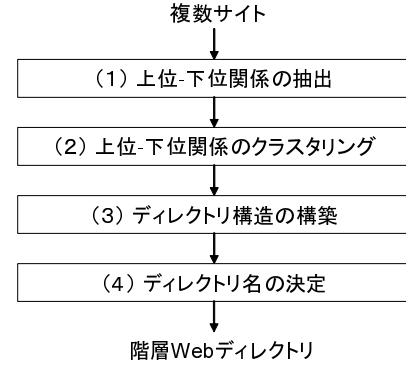 複数サイト
（1） 上位-下位関係の抽出
（2） 上位-下位関係のクラスタリング
（3） ディレクトリ構造の構築
（4） ディレクトリ名の決定
階層Webディレクトリ